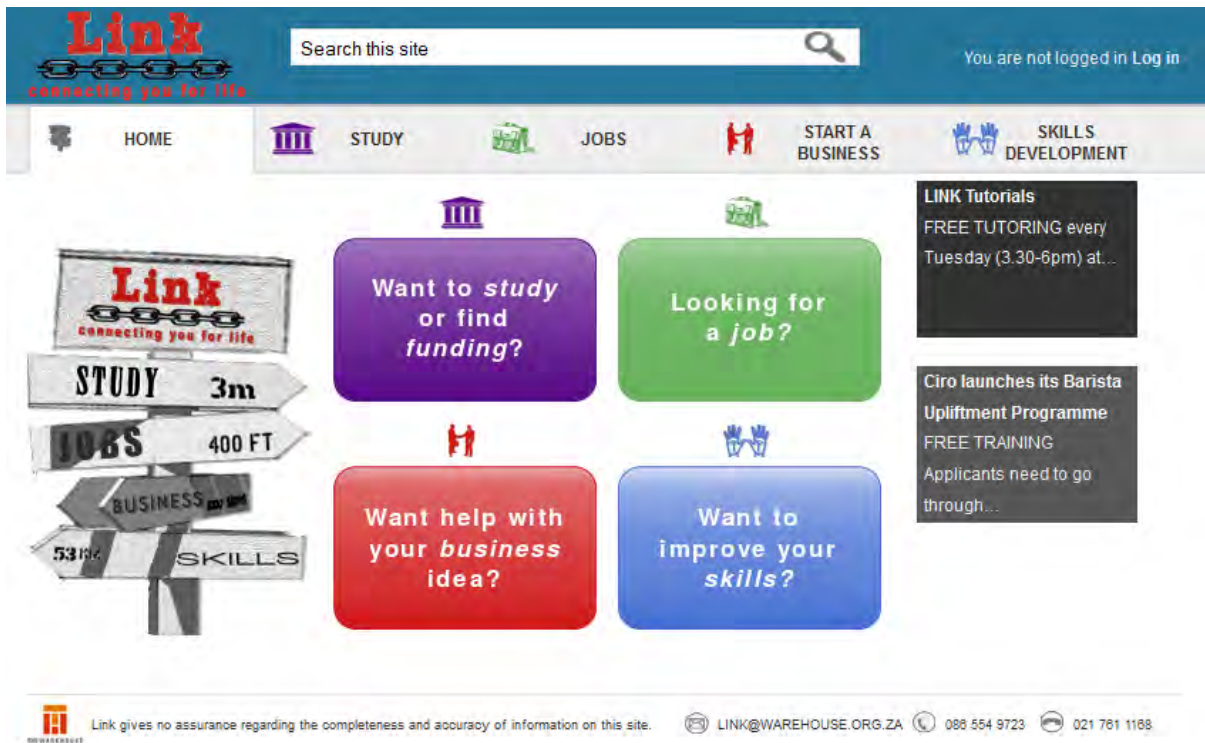 Link
connecting you for life
Search this site
You are not logged in Log in
HOME
STUDY
JOBS
START A
BUSINESS
SKILLS
DEVELOPMENT
Link
connecting you for life
STUDY 3m
JOBS 400 FT
BUSINESS
53 SKILLS
Want to study
or find
funding?
Looking for
a job?
Want help with
your business
idea?
Want to
improve your
skills?
LINK Tutorials
FREE TUTORING every
Tuesday (3.30-6pm) at...
Ciro launches its Barista
Upliftment Programme
FREE TRAINING
Applicants need to go
through...
Link gives no assurance regarding the completeness and accuracy of information on this site.
LINK@WAREHOUSE.ORG.ZA
086 554 9723
021 761 1168